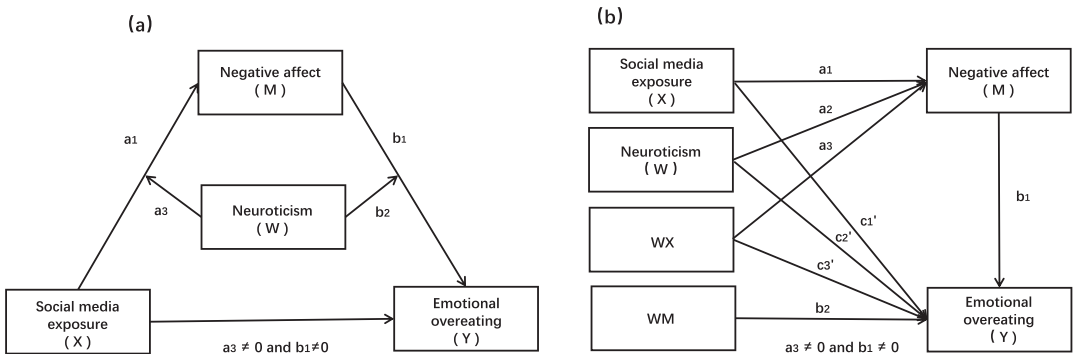 (a)
Negative affect
( M )
a1
b1
a3
Neuroticism
( W )
b2
Social media
exposure
( X )
Emotional
overeating
( Y )
a3 ≠ 0 and b1≠0
(b)
Social media
exposure
( X )
a1
Negative affect
( M )
a2
Neuroticism
( W )
a3
b1
WX
c1'
c2'
c3'
WM
b2
Emotional
overeating
( Y )
a3 ≠ 0 and b1 ≠ 0